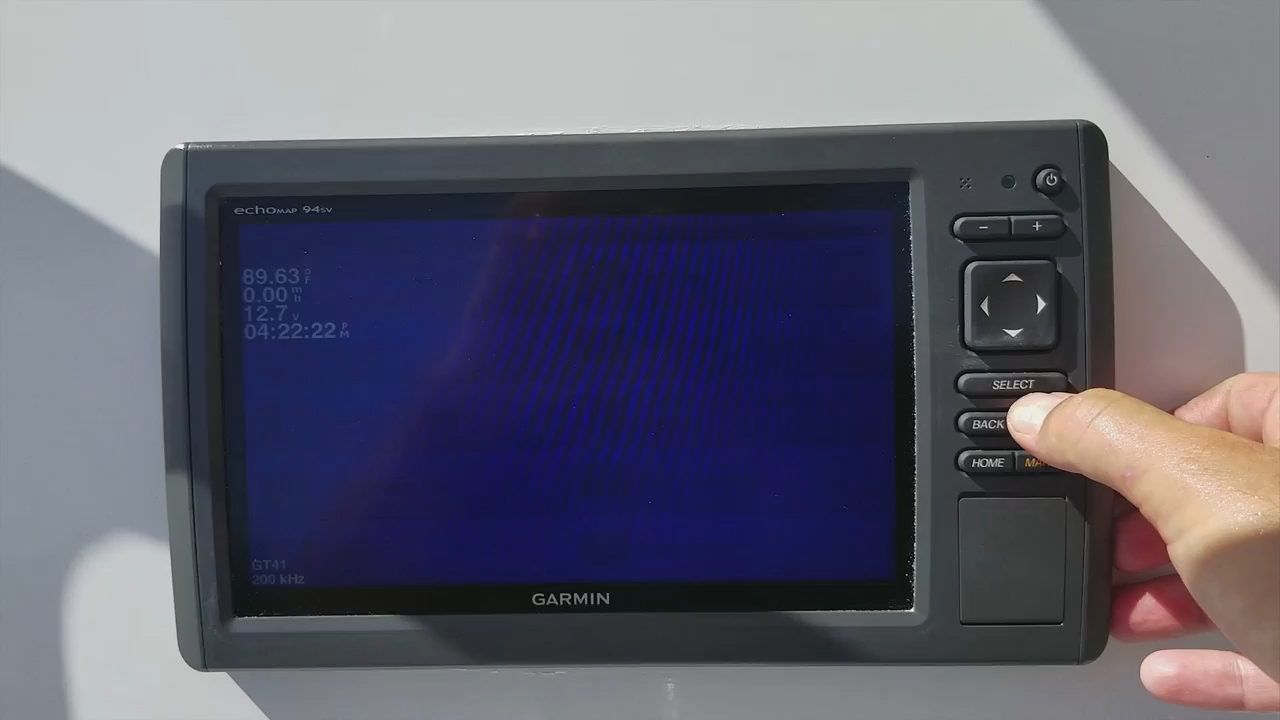 echoMAP 94sv
89.63 °F
0.00 mh
12.7 V
04:22:22 PM
GT41
200 kHz
GARMIN
- +
SELECT
BACK
HOME